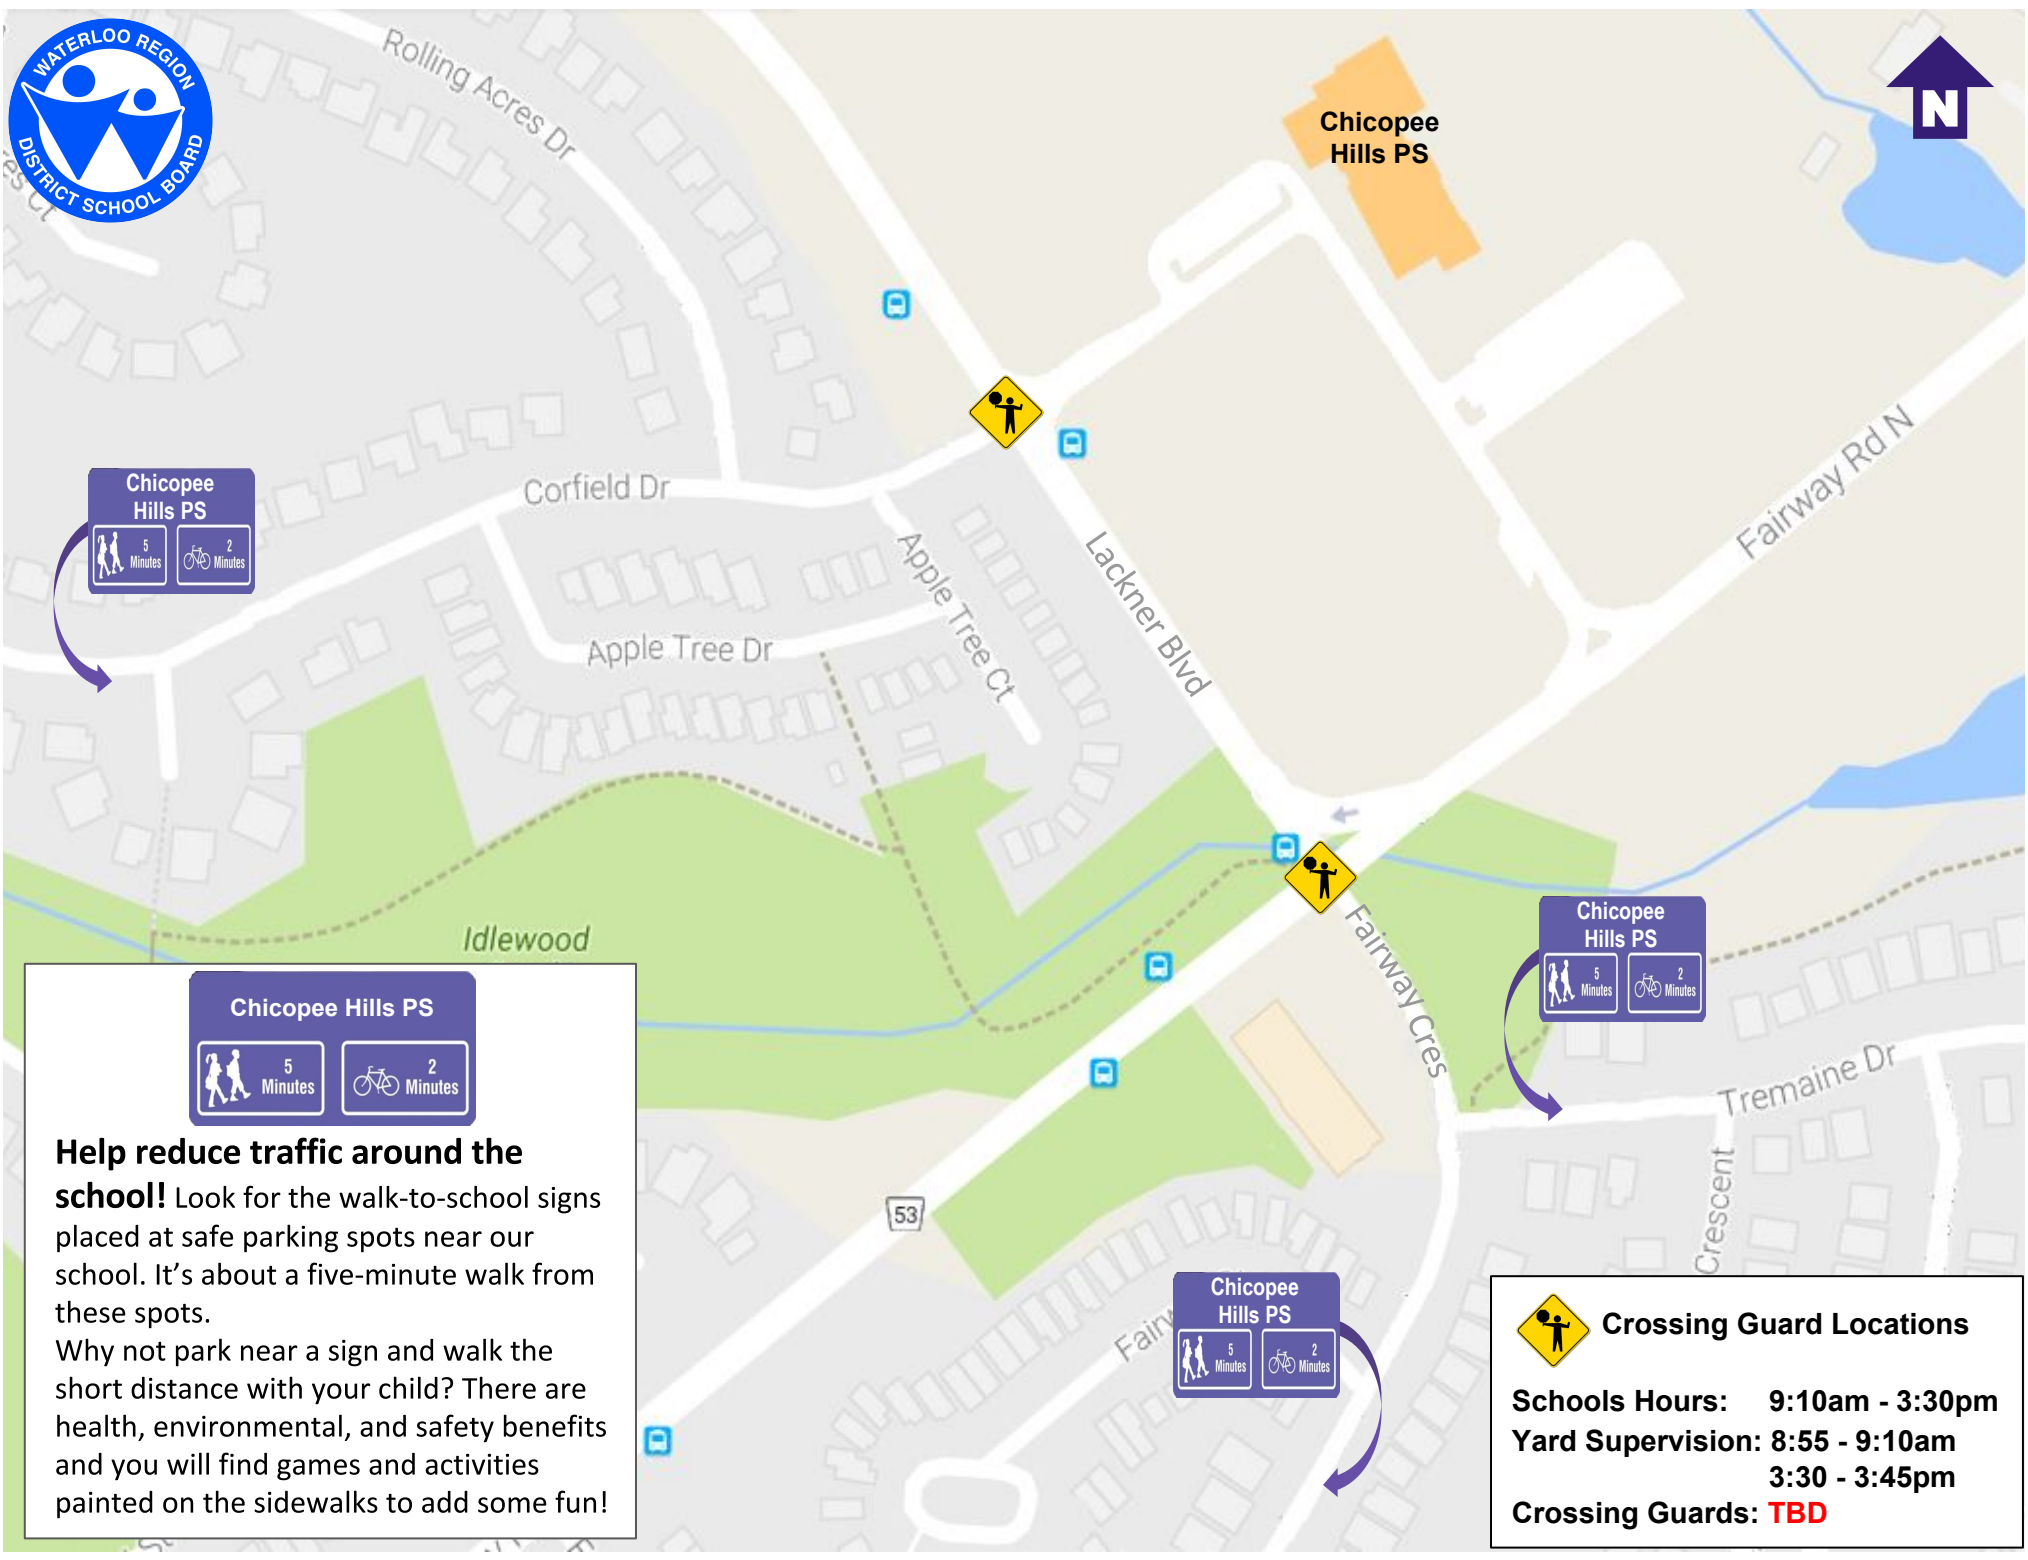 WATERLOO REGION
DISTRICT SCHOOL BOARD
Rolling Acres Dr
es Ct
Chicopee
Hills PS
N
Chicopee
Hills PS
5
Minutes
2
Minutes
Corfield Dr
Apple Tree Dr
Apple Tree Ct
Lackner Blvd
Fairway Rd N
Idlewood
Fairway Cres
Chicopee
Hills PS
5
Minutes
2
Minutes
Tremaine Dr
Crescent
53
Chicopee
Hills PS
5
Minutes
2
Minutes
Fairw
Chicopee Hills PS
5
Minutes
2
Minutes
Help reduce traffic around the
school! Look for the walk-to-school signs
placed at safe parking spots near our
school. It’s about a five-minute walk from
these spots.
Why not park near a sign and walk the
short distance with your child? There are
health, environmental, and safety benefits
and you will find games and activities
painted on the sidewalks to add some fun!
Crossing Guard Locations
Schools Hours: 9:10am - 3:30pm
Yard Supervision: 8:55 - 9:10am
3:30 - 3:45pm
Crossing Guards: TBD